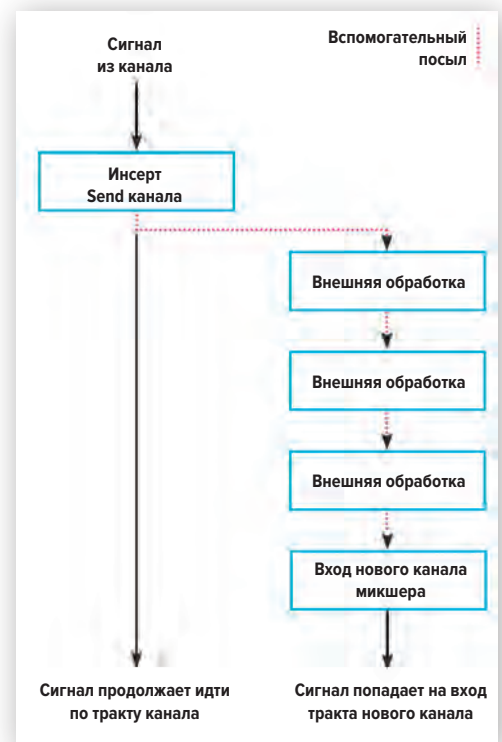 Сигнал
из канала
Вспомогательный
посыл
Инсерт
Send канала
Внешняя обработка
Внешняя обработка
Внешняя обработка
Вход нового канала
микшера
Сигнал продолжает идти
по тракту канала
Сигнал попадает на вход
тракта нового канала